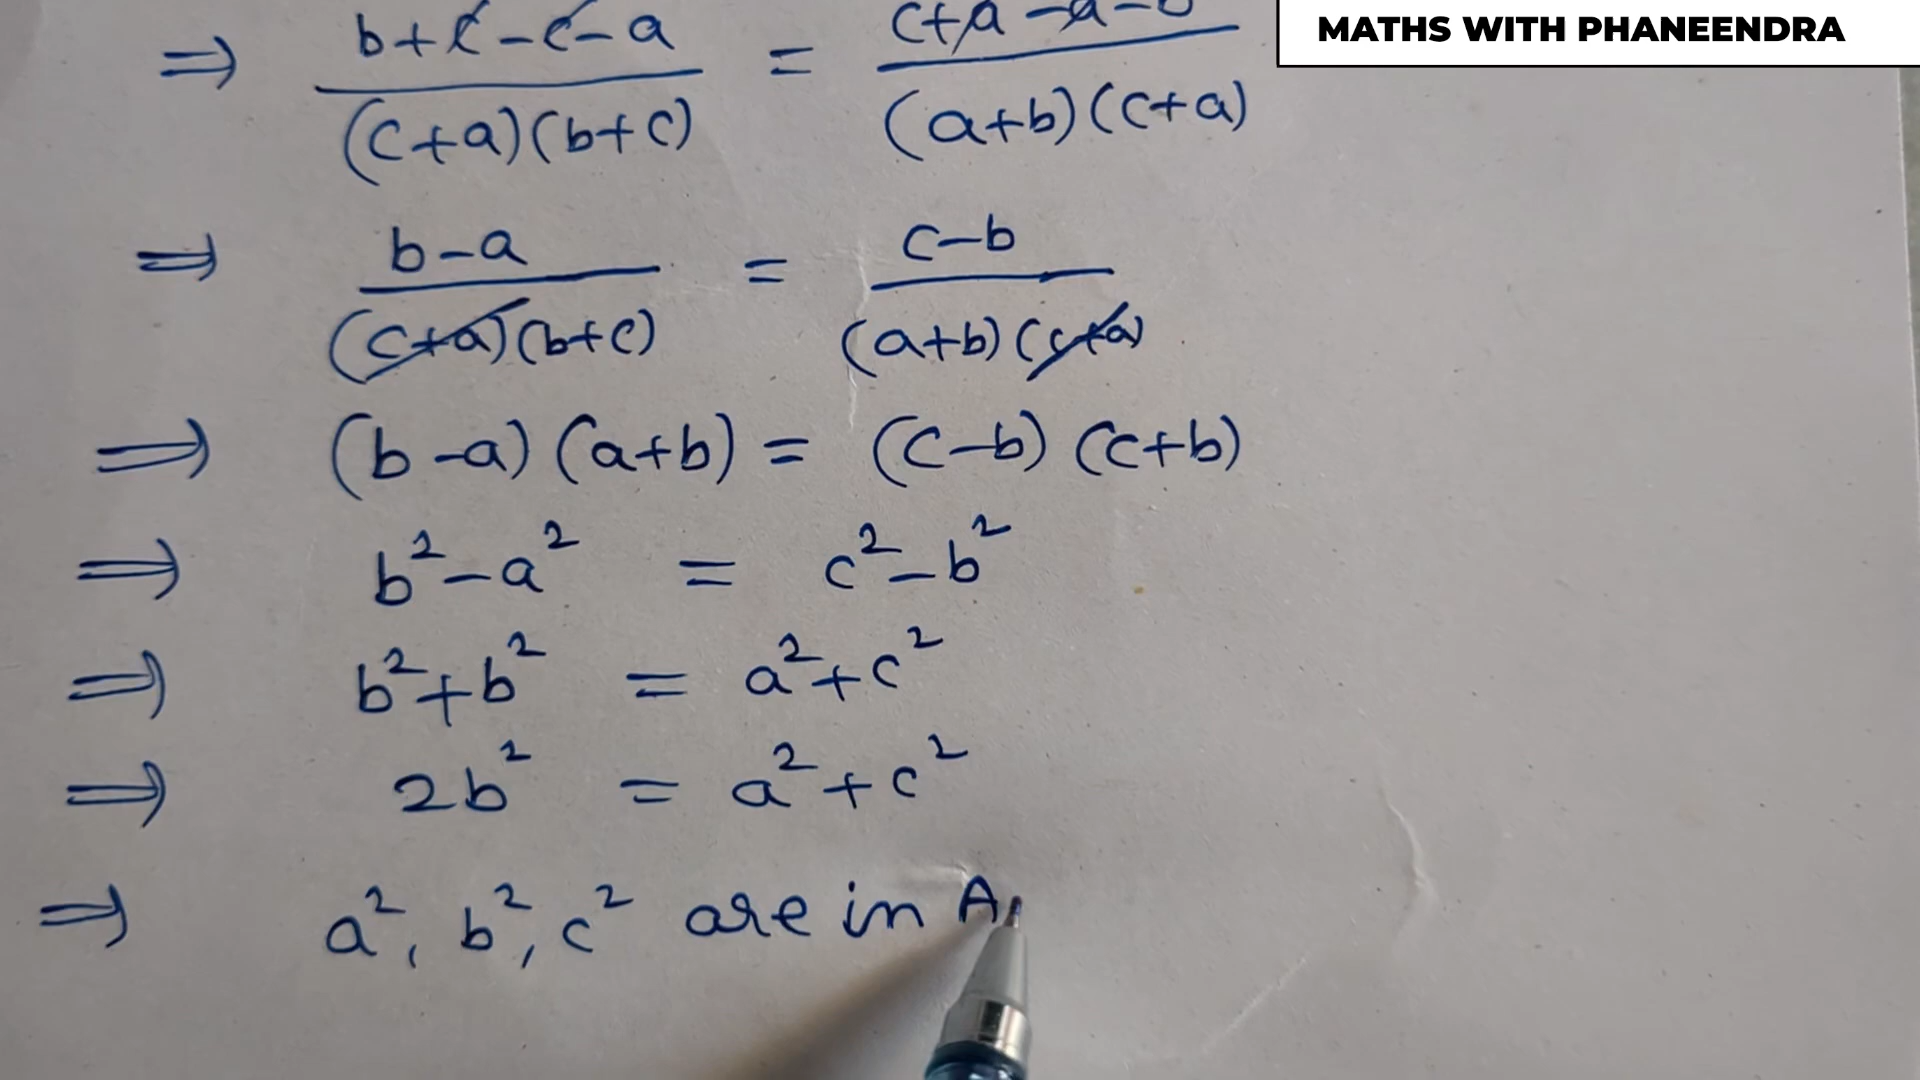 MATHS WITH PHANEENDRA
⇒ b+c-c-a / (c+a)(b+c) = c+a-a-b / (a+b)(c+a)
⇒ b-a / (c+a)(b+c) = c-b / (a+b)(c+a)
⇒ (b-a)(a+b) = (c-b)(c+b)
⇒ b²-a² = c²-b²
⇒ b²+b² = a²+c²
⇒ 2b² = a²+c²
⇒ a², b², c² are in A.